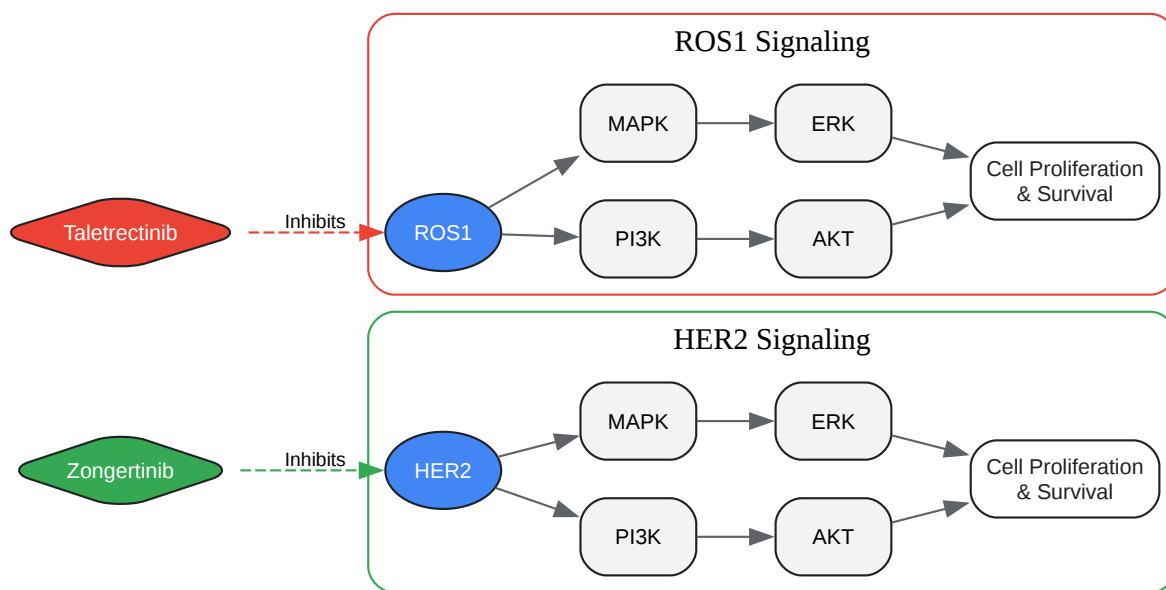 ROS1 Signaling
MAPK
ERK
Cell Proliferation
& Survival
Taletrectinib
Inhibits
ROS1
PI3K
AKT
HER2 Signaling
MAPK
ERK
Cell Proliferation
& Survival
Zongertinib
Inhibits
HER2
PI3K
AKT